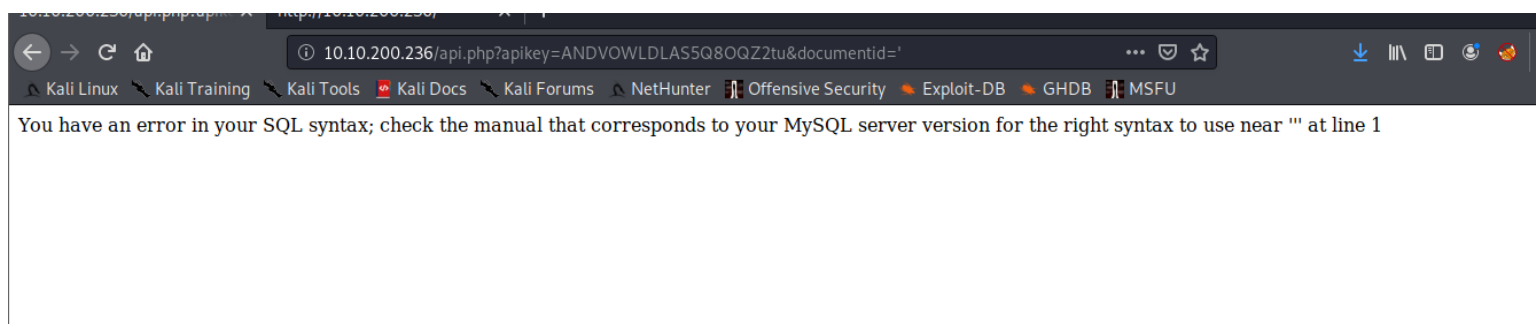 10.10.200.236/api.php?apikey=ANDVOWLDLAS5Q8OQZ2tu&documentid='
Kali Linux Kali Training Kali Tools Kali Docs Kali Forums NetHunter Offensive Security Exploit-DB GHDB MSFU
You have an error in your SQL syntax; check the manual that corresponds to your MySQL server version for the right syntax to use near ''' at line 1